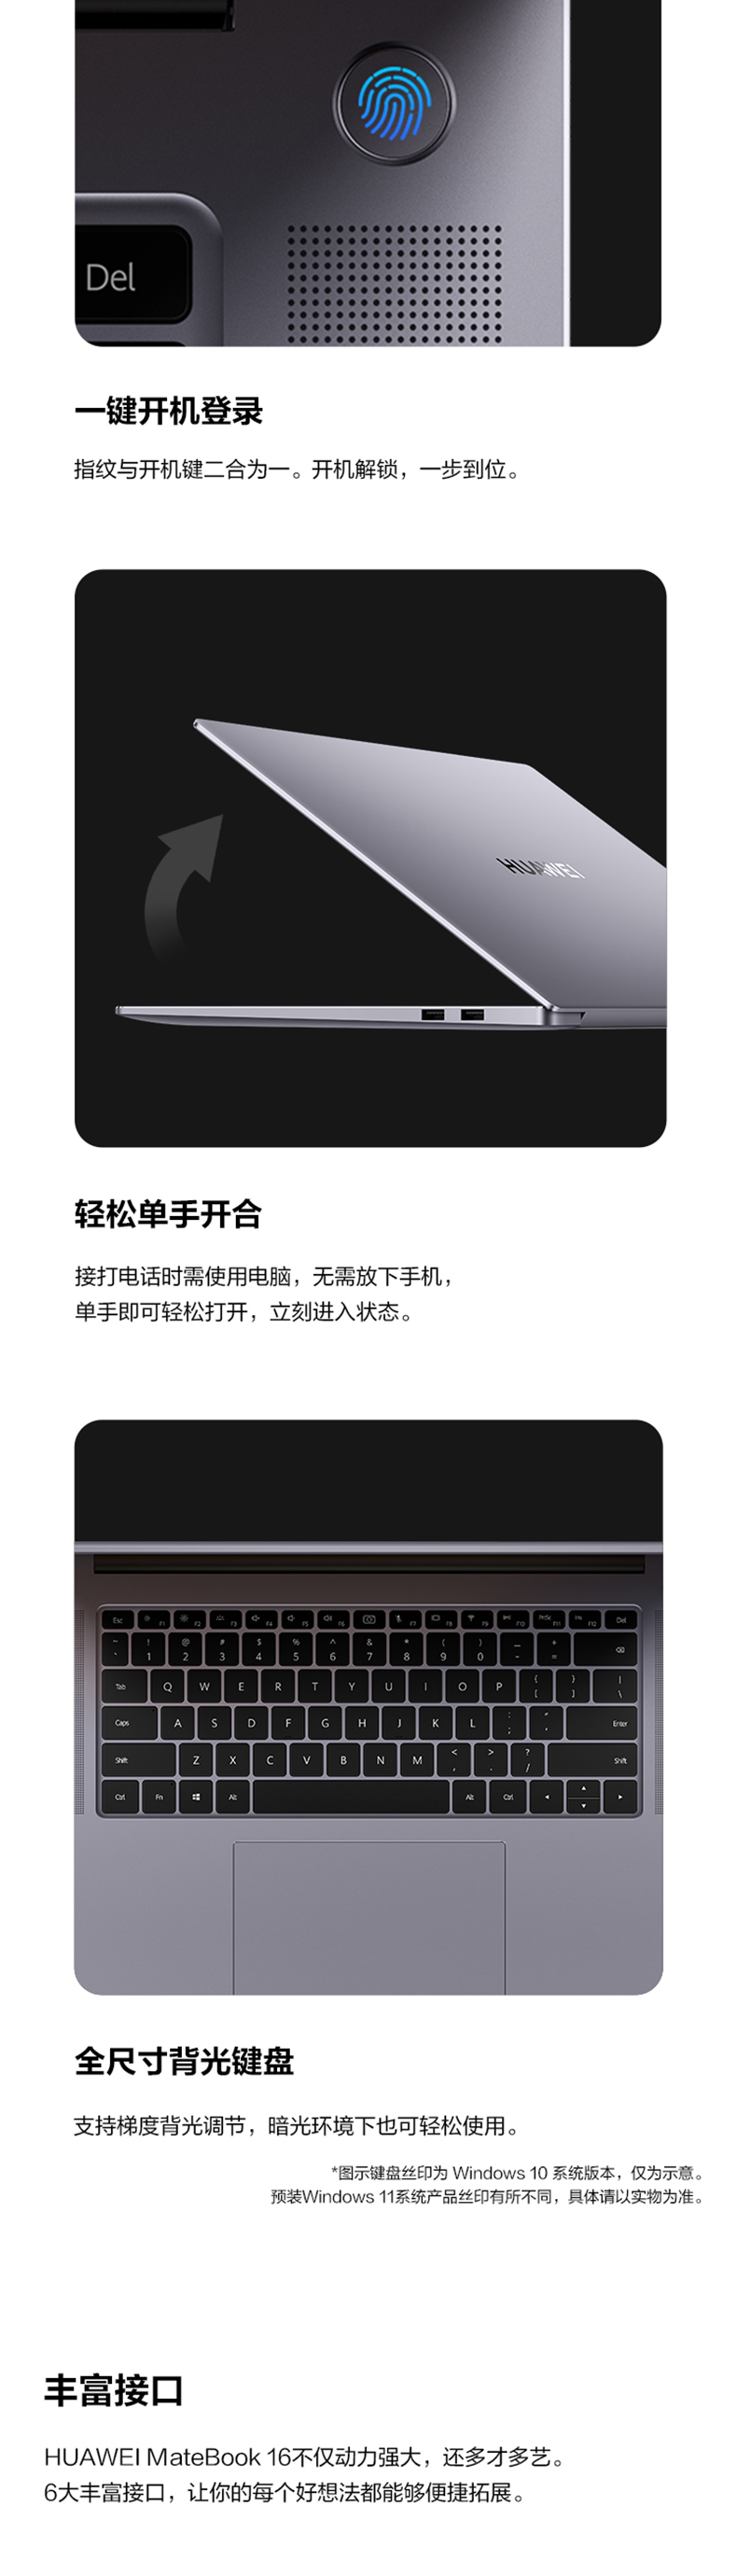 Del
一键开机登录
指纹与开机键二合为一。开机解锁，一步到位。
HUAWEI
轻松单手开合
接打电话时需使用电脑，无需放下手机，
单手即可轻松打开，立刻进入状态。
Esc F1 F2 F3 F4 F5 F6 F7 F8 F9 F10 PrtSc F11 Ins F12 Del
~ ! @ # $ % ^ & * ( ) _ +
` 1 2 3 4 5 6 7 8 9 0 - =
Tab Q W E R T Y U I O P { [ } ] | \
Caps A S D F G H J K L : ; " ' Enter
Shift Z X C V B N M < , > . ? / Shift
Ctrl Fn Alt Alt Ctrl
全尺寸背光键盘
支持梯度背光调节，暗光环境下也可轻松使用。
*图示键盘丝印为 Windows 10 系统版本，仅为示意。
预装Windows 11系统产品丝印有所不同，具体请以实物为准。
丰富接口
HUAWEI MateBook 16不仅动力强大，还多才多艺。
6大丰富接口，让你的每个好想法都能够便捷拓展。